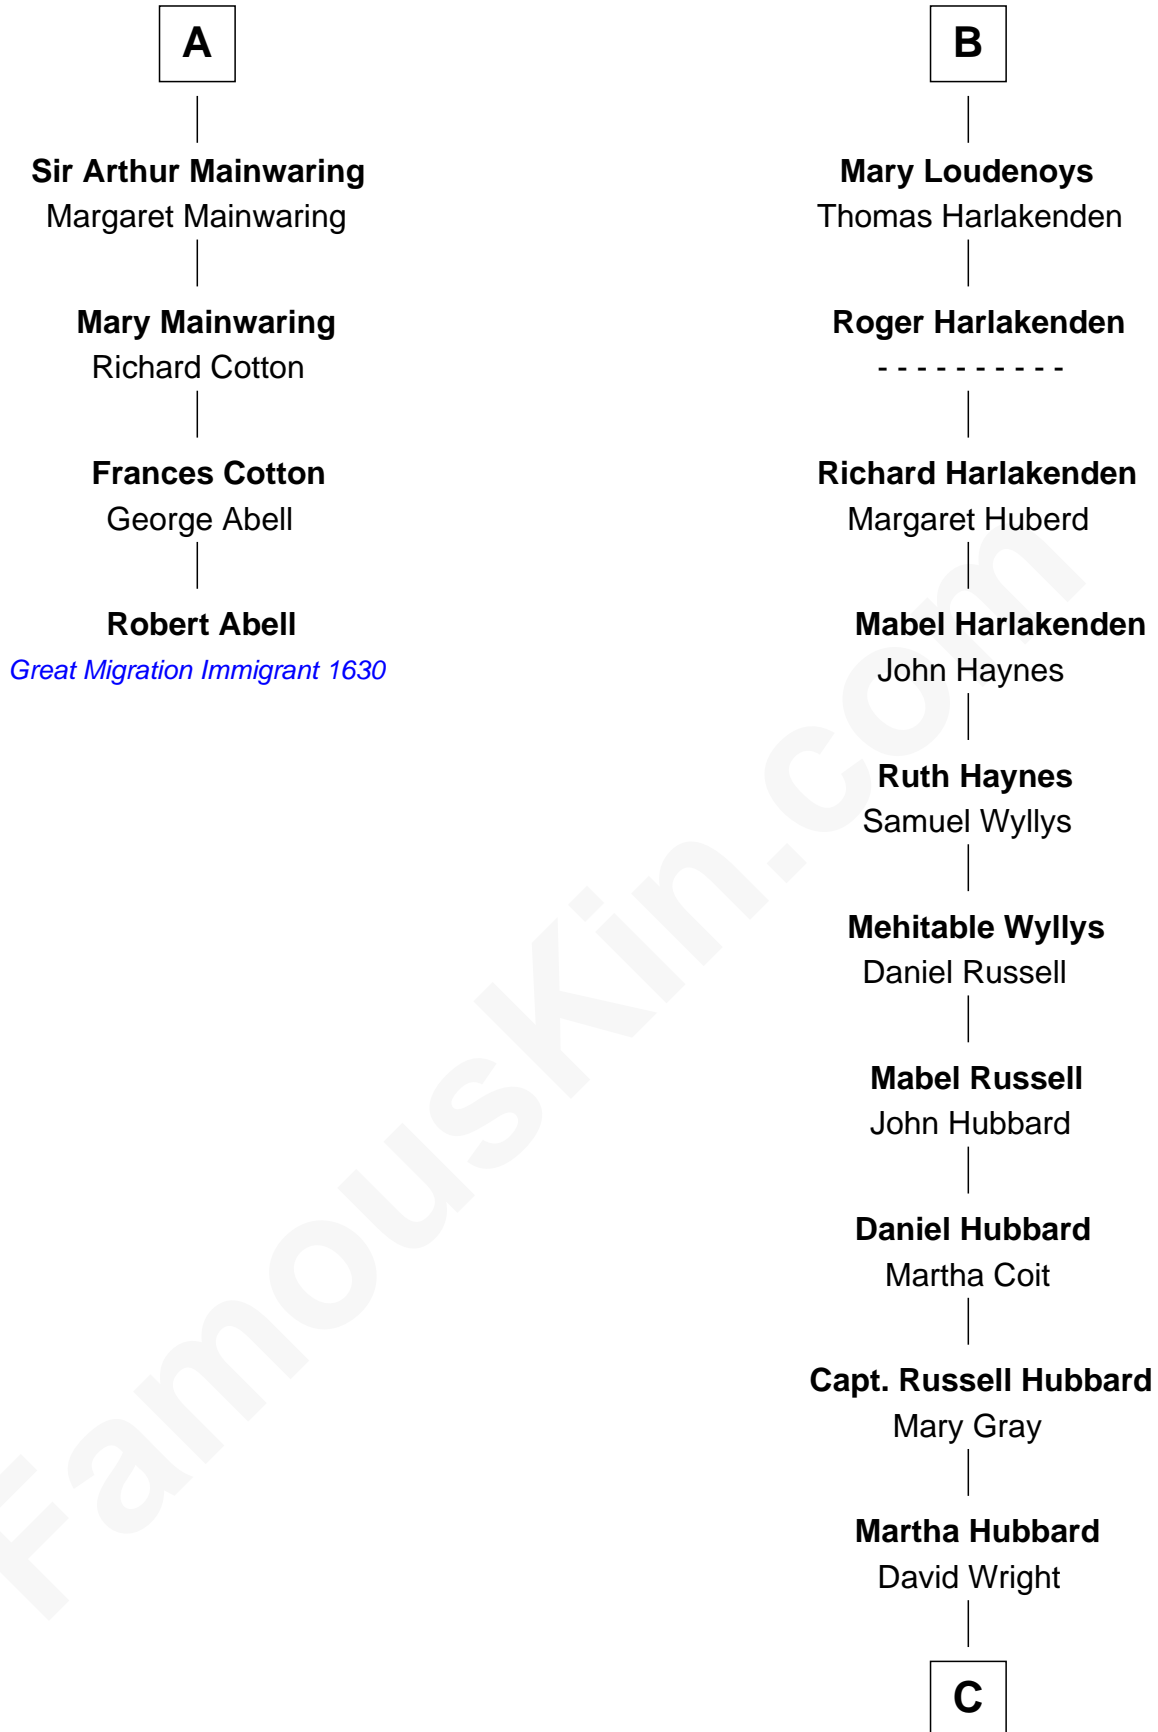 A
Sir Arthur Mainwaring
Margaret Mainwaring
Mary Mainwaring
Richard Cotton
Frances Cotton
George Abell
Robert Abell
Great Migration Immigrant 1630
B
Mary Loudenoys
Thomas Harlakenden
Roger Harlakenden
- - - - - - - - - -
Richard Harlakenden
Margaret Huberd
Mabel Harlakenden
John Haynes
Ruth Haynes
Samuel Wyllys
Mehitable Wyllys
Daniel Russell
Mabel Russell
John Hubbard
Daniel Hubbard
Martha Coit
Capt. Russell Hubbard
Mary Gray
Martha Hubbard
David Wright
C
FamousKin.com